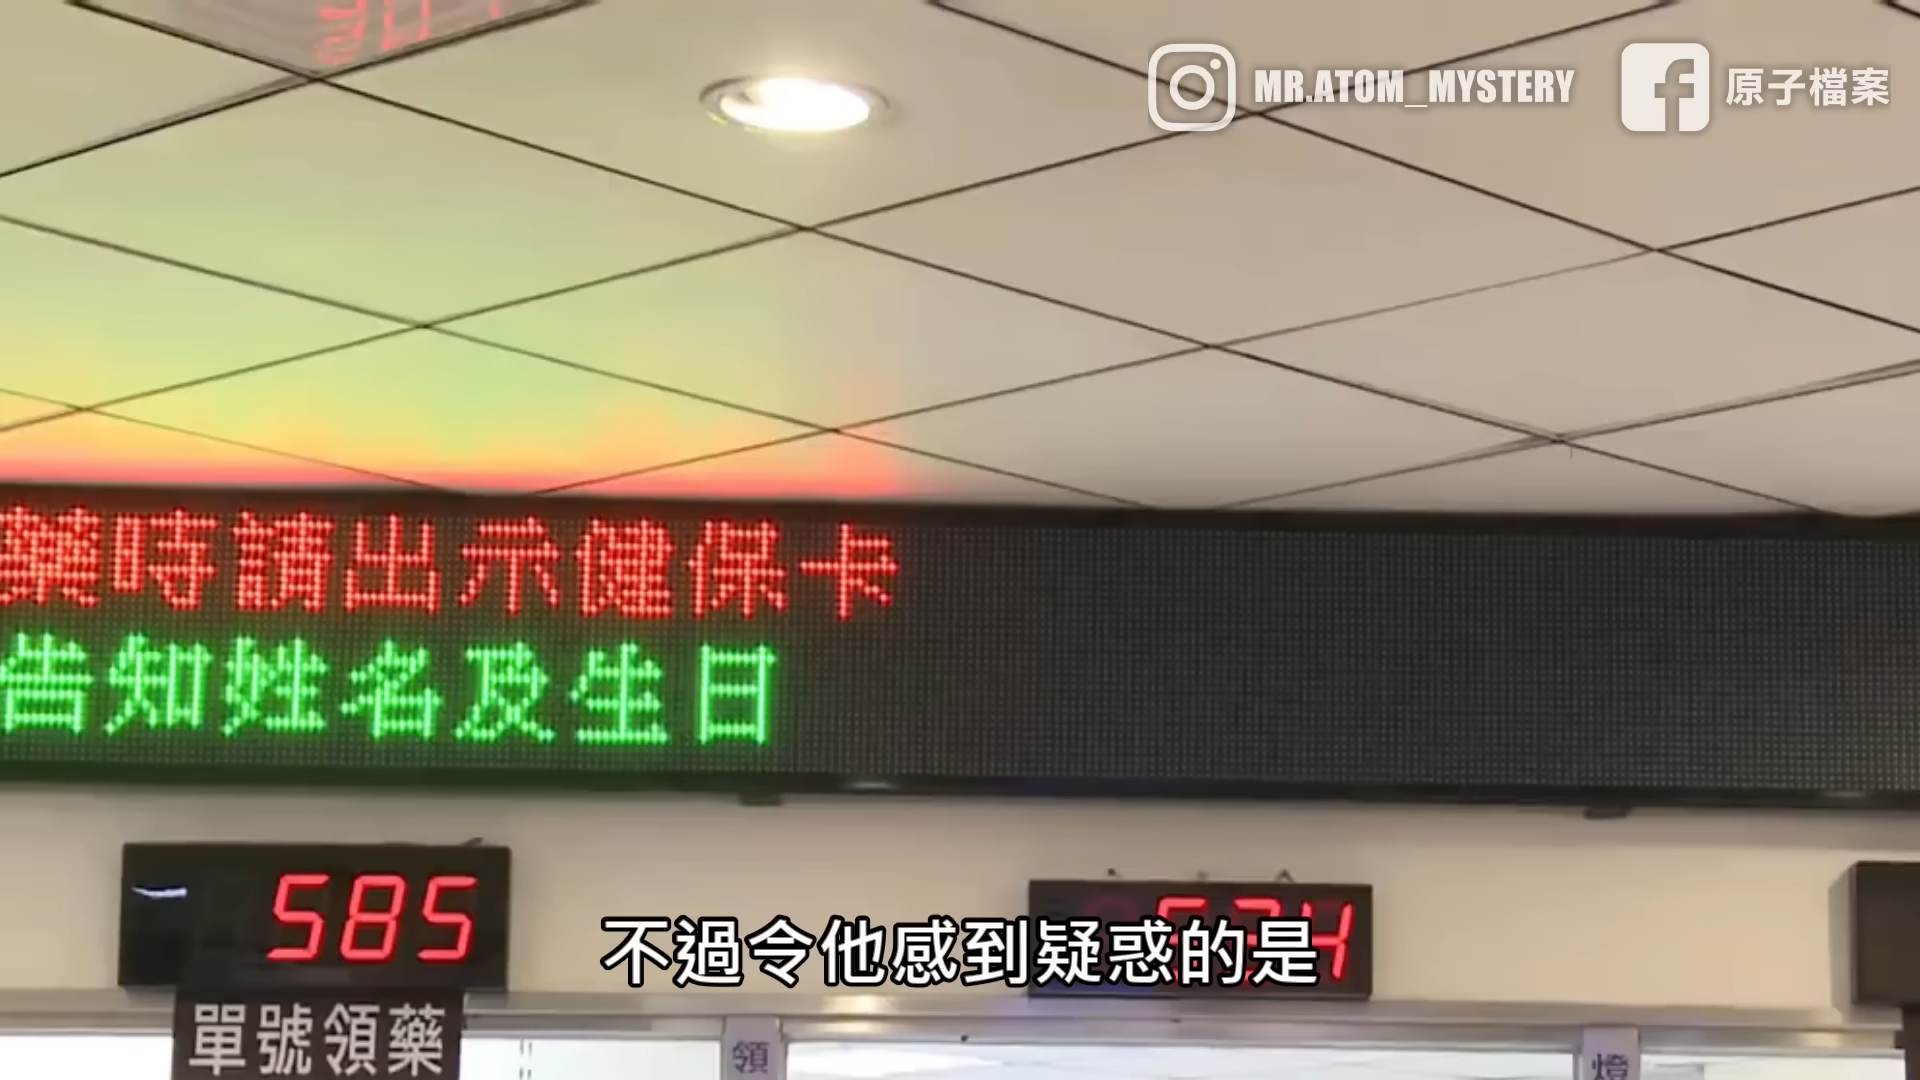 MR.ATOM_MYSTERY
原子檔案
藥時請出示健保卡
告知姓名及生日
585
不過令他感到疑惑的是
單號領藥
領
燈